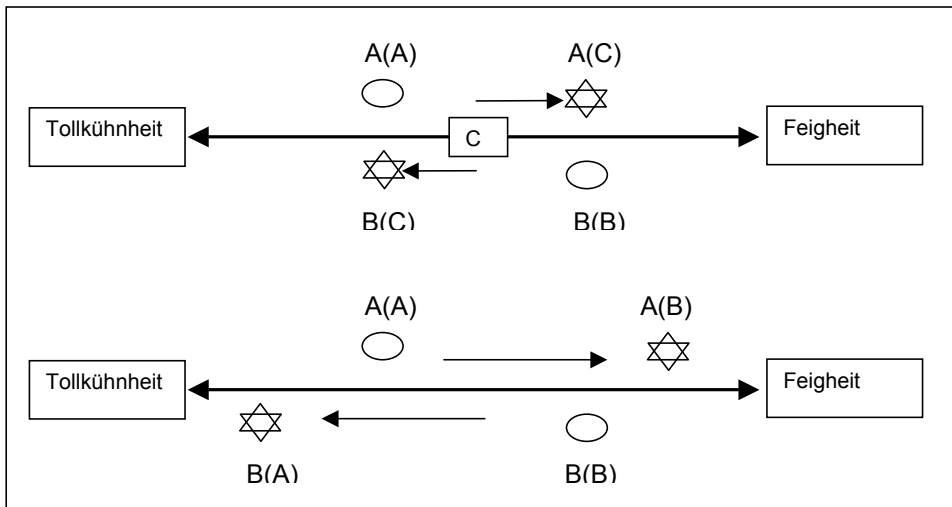 A(A) A(C)
Tollkühnheit C Feigheit
B(C) B(B)
A(A) A(B)
Tollkühnheit Feigheit
B(A) B(B)